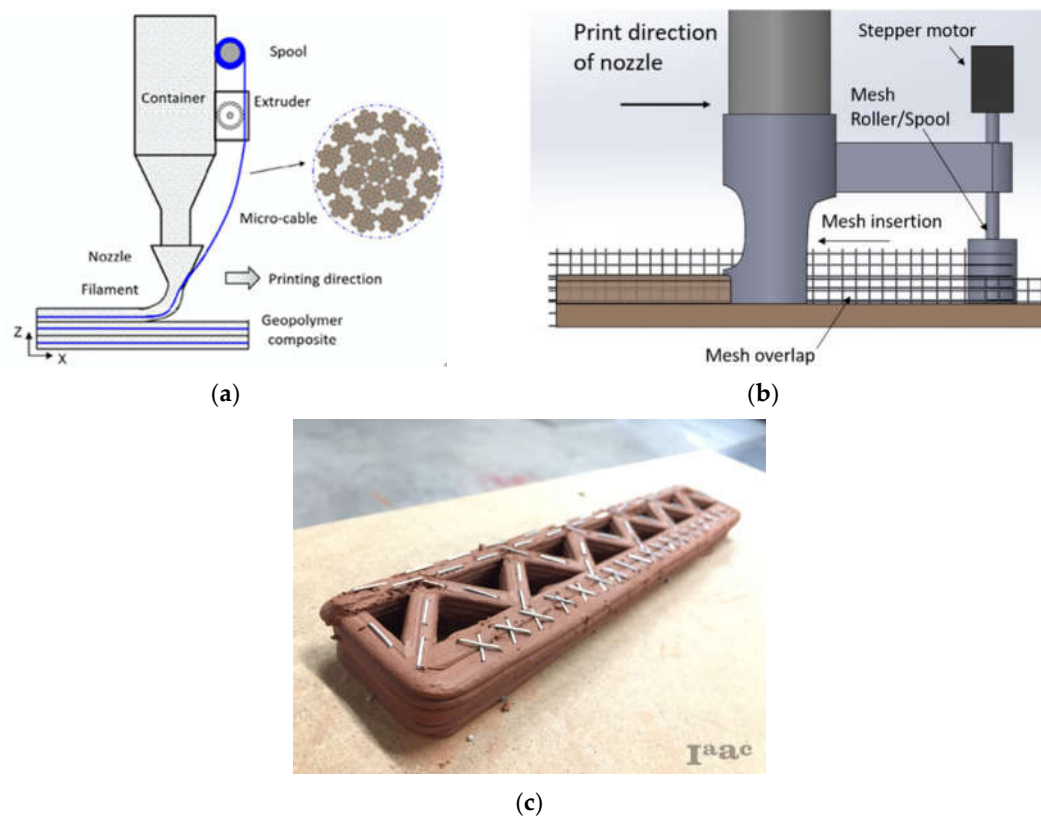 Spool
Container
Extruder
Micro-cable
Nozzle
Printing direction
Filament
Geopolymer
composite
Z
X
(a)
Print direction
of nozzle
Stepper motor
Mesh
Roller/Spool
Mesh insertion
Mesh overlap
(b)
Iaac
(c)